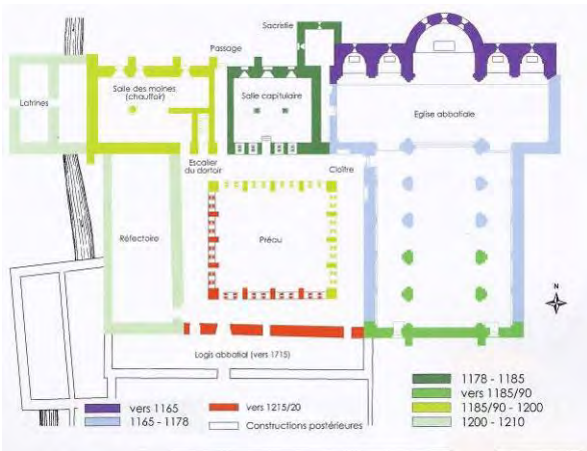 Sacristie
Passage
Latrines
Salle des moines
(chauffoir)
Salle capitulaire
Eglise abbatiale
Escalier
du dortoir
Cloître
Réfectoire
Préau
N
Logis abbatial (vers 1715)
vers 1165
1165 - 1178
vers 1215/20
Constructions postérieures
1178 - 1185
vers 1185/90
1185/90 - 1200
1200 - 1210